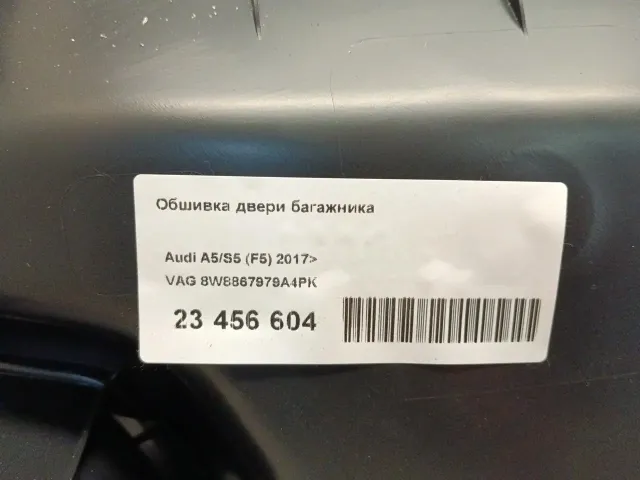 Обшивка двери багажника
Audi A5/S5 (F5) 2017>
VAG 8W8867979A4PK
23 456 604